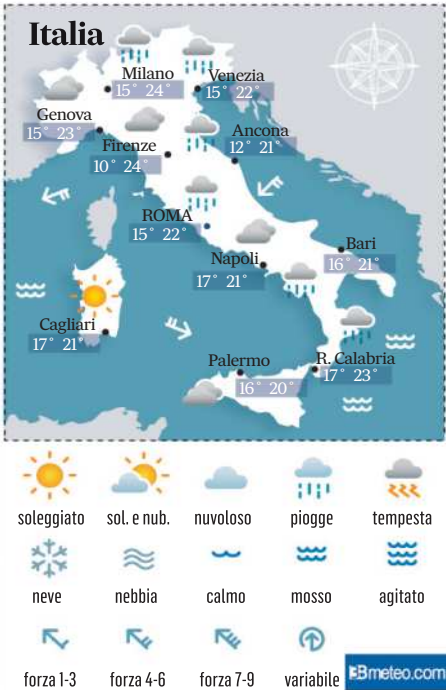 Italia
Milano
15° 24°
Venezia
15° 22°
Genova
15° 23°
Firenze
10° 24°
Ancona
12° 21°
ROMA
15° 22°
Napoli
17° 21°
Bari
16° 21°
Cagliari
17° 21°
Palermo
16° 20°
R. Calabria
17° 23°
soleggiato sol. e nub. nuvoloso piogge tempesta
neve nebbia calmo mosso agitato
forza 1-3 forza 4-6 forza 7-9 variabile
3Bmeteo.com